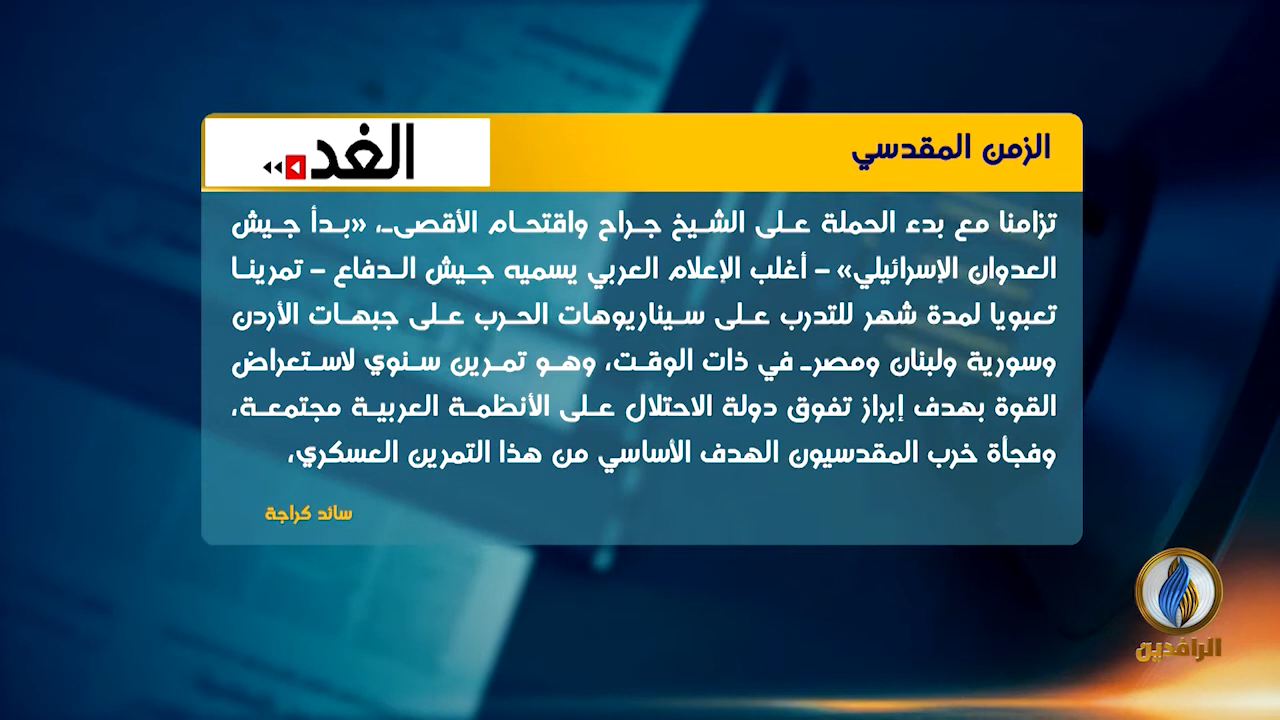 الزمن المقدسي
الغد
تزامنا مع بدء الحملة على الشيخ جراح واقتحام الأقصى، «بدأ جيش
العدوان الإسرائيلي» – أغلب الإعلام العربي يسميه جيش الدفاع – تمرينا
تعبويا لمدة شهر للتدرب على سيناريوهات الحرب على جبهات الأردن
وسورية ولبنان ومصر في ذات الوقت، وهو تمرين سنوي لاستعراض
القوة بهدف إبراز تفوق دولة الاحتلال على الأنظمة العربية مجتمعة،
وفجأة خرب المقدسيون الهدف الأساسي من هذا التمرين العسكري،
سائد كراجة
الرافدين